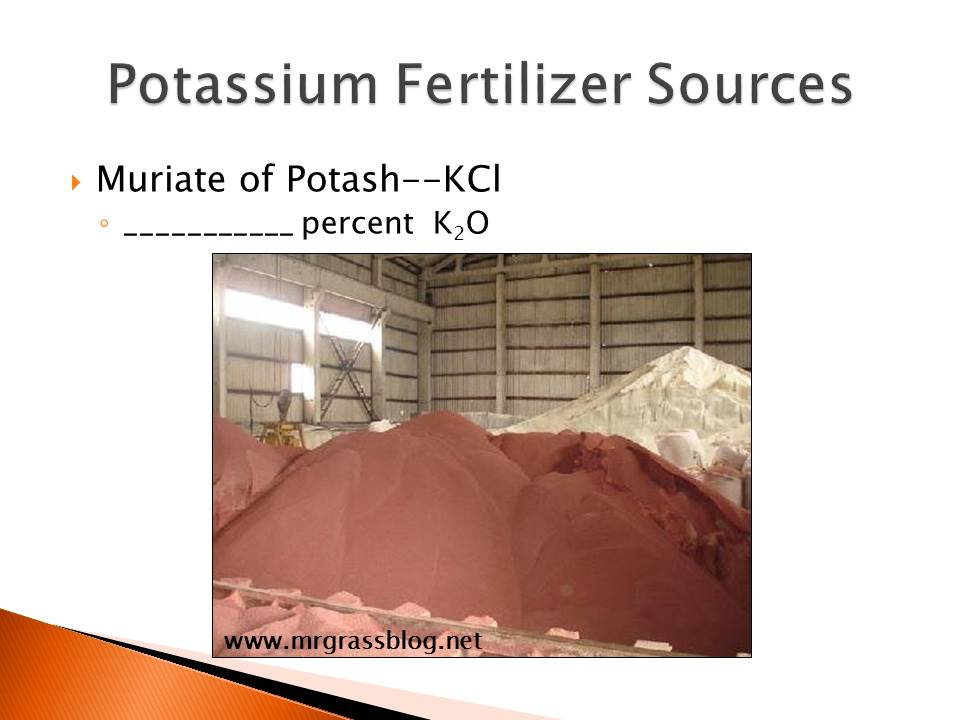 Potassium Fertilizer Sources
Muriate of Potash--KCl
___________ percent K₂O
www.mrgrassblog.net